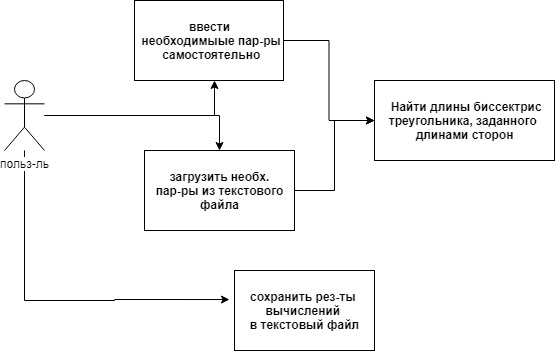 ввести
необходимыые пар-ры
самостоятельно
Найти длины биссектрис
треугольника, заданного
длинами сторон
польз-ль
загрузить необх.
пар-ры из текстового
файла
сохранить рез-ты
вычислений
в текстовый файл